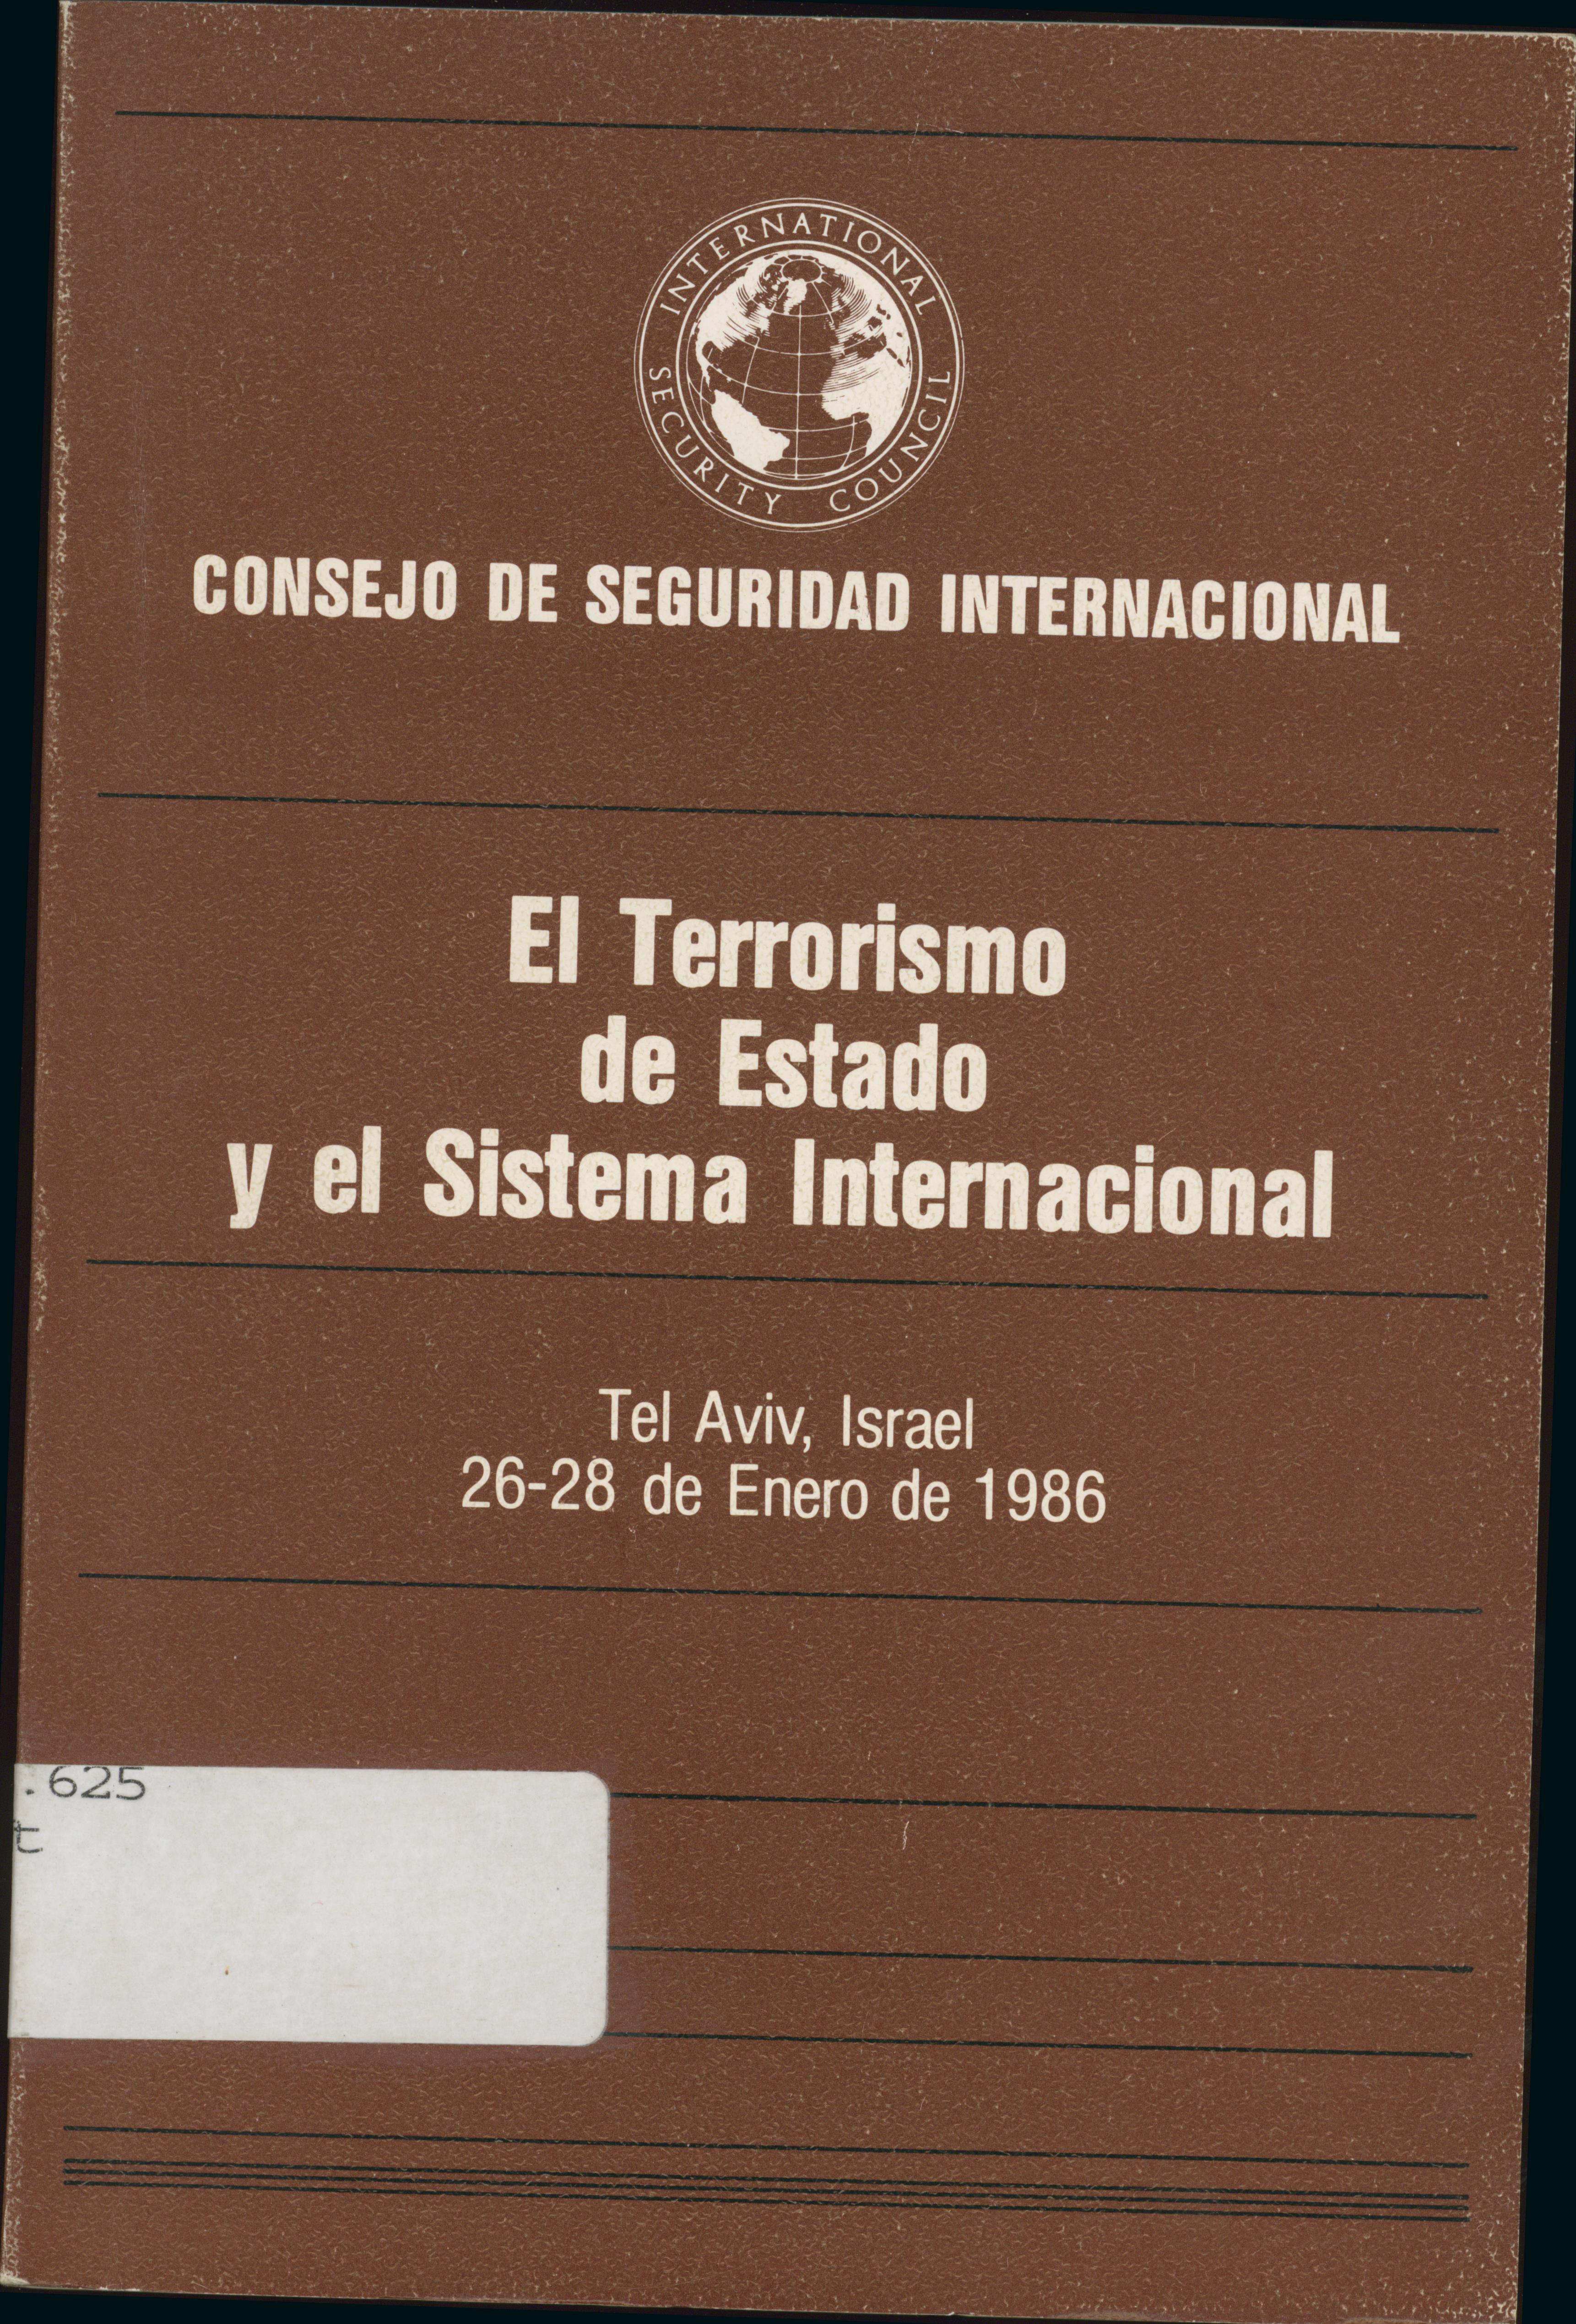 INTERNATIONAL
SECURITY COUNCIL
CONSEJO DE SEGURIDAD INTERNACIONAL
El Terrorismo
de Estado
y el Sistema Internacional
Tel Aviv, Israel
26-28 de Enero de 1986
.625
t